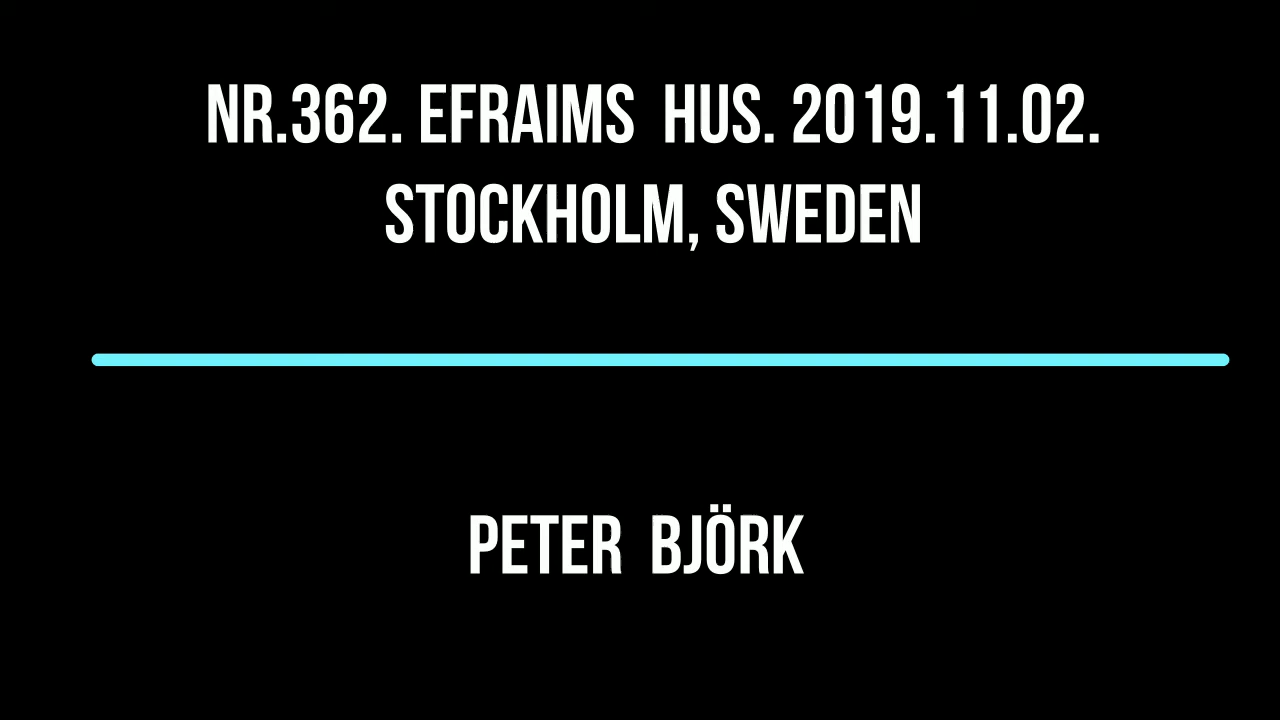 NR.362. EFRAIMS HUS. 2019.11.02.
STOCKHOLM, SWEDEN
PETER BJÖRK